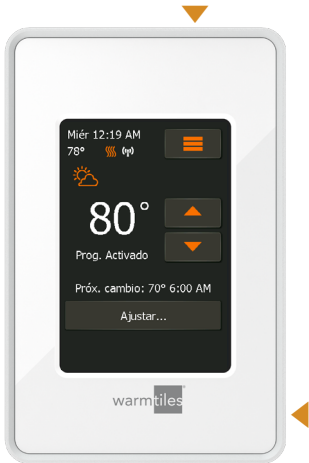 Miér 12:19 AM
78°
80°
Prog. Activado
Próx. cambio: 70° 6:00 AM
Ajustar...
warmtiles